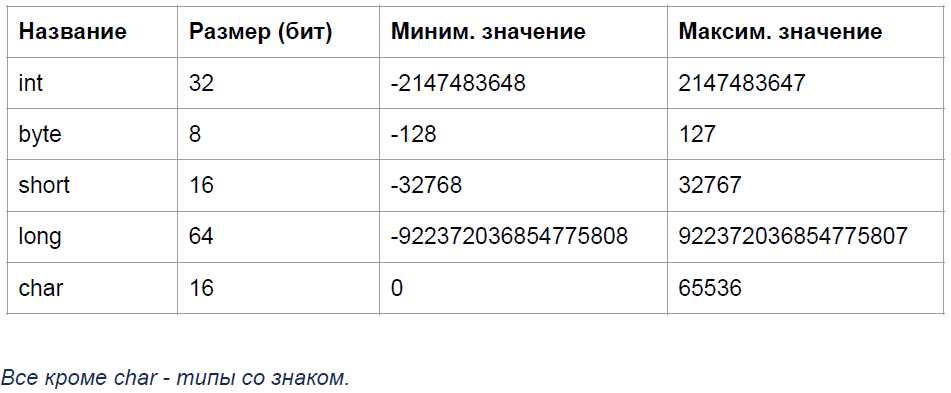 Название Размер (бит) Миним. значение Максим. значение
int 32 -2147483648 2147483647
byte 8 -128 127
short 16 -32768 32767
long 64 -922372036854775808 922372036854775807
char 16 0 65536
Все кроме char - типы со знаком.